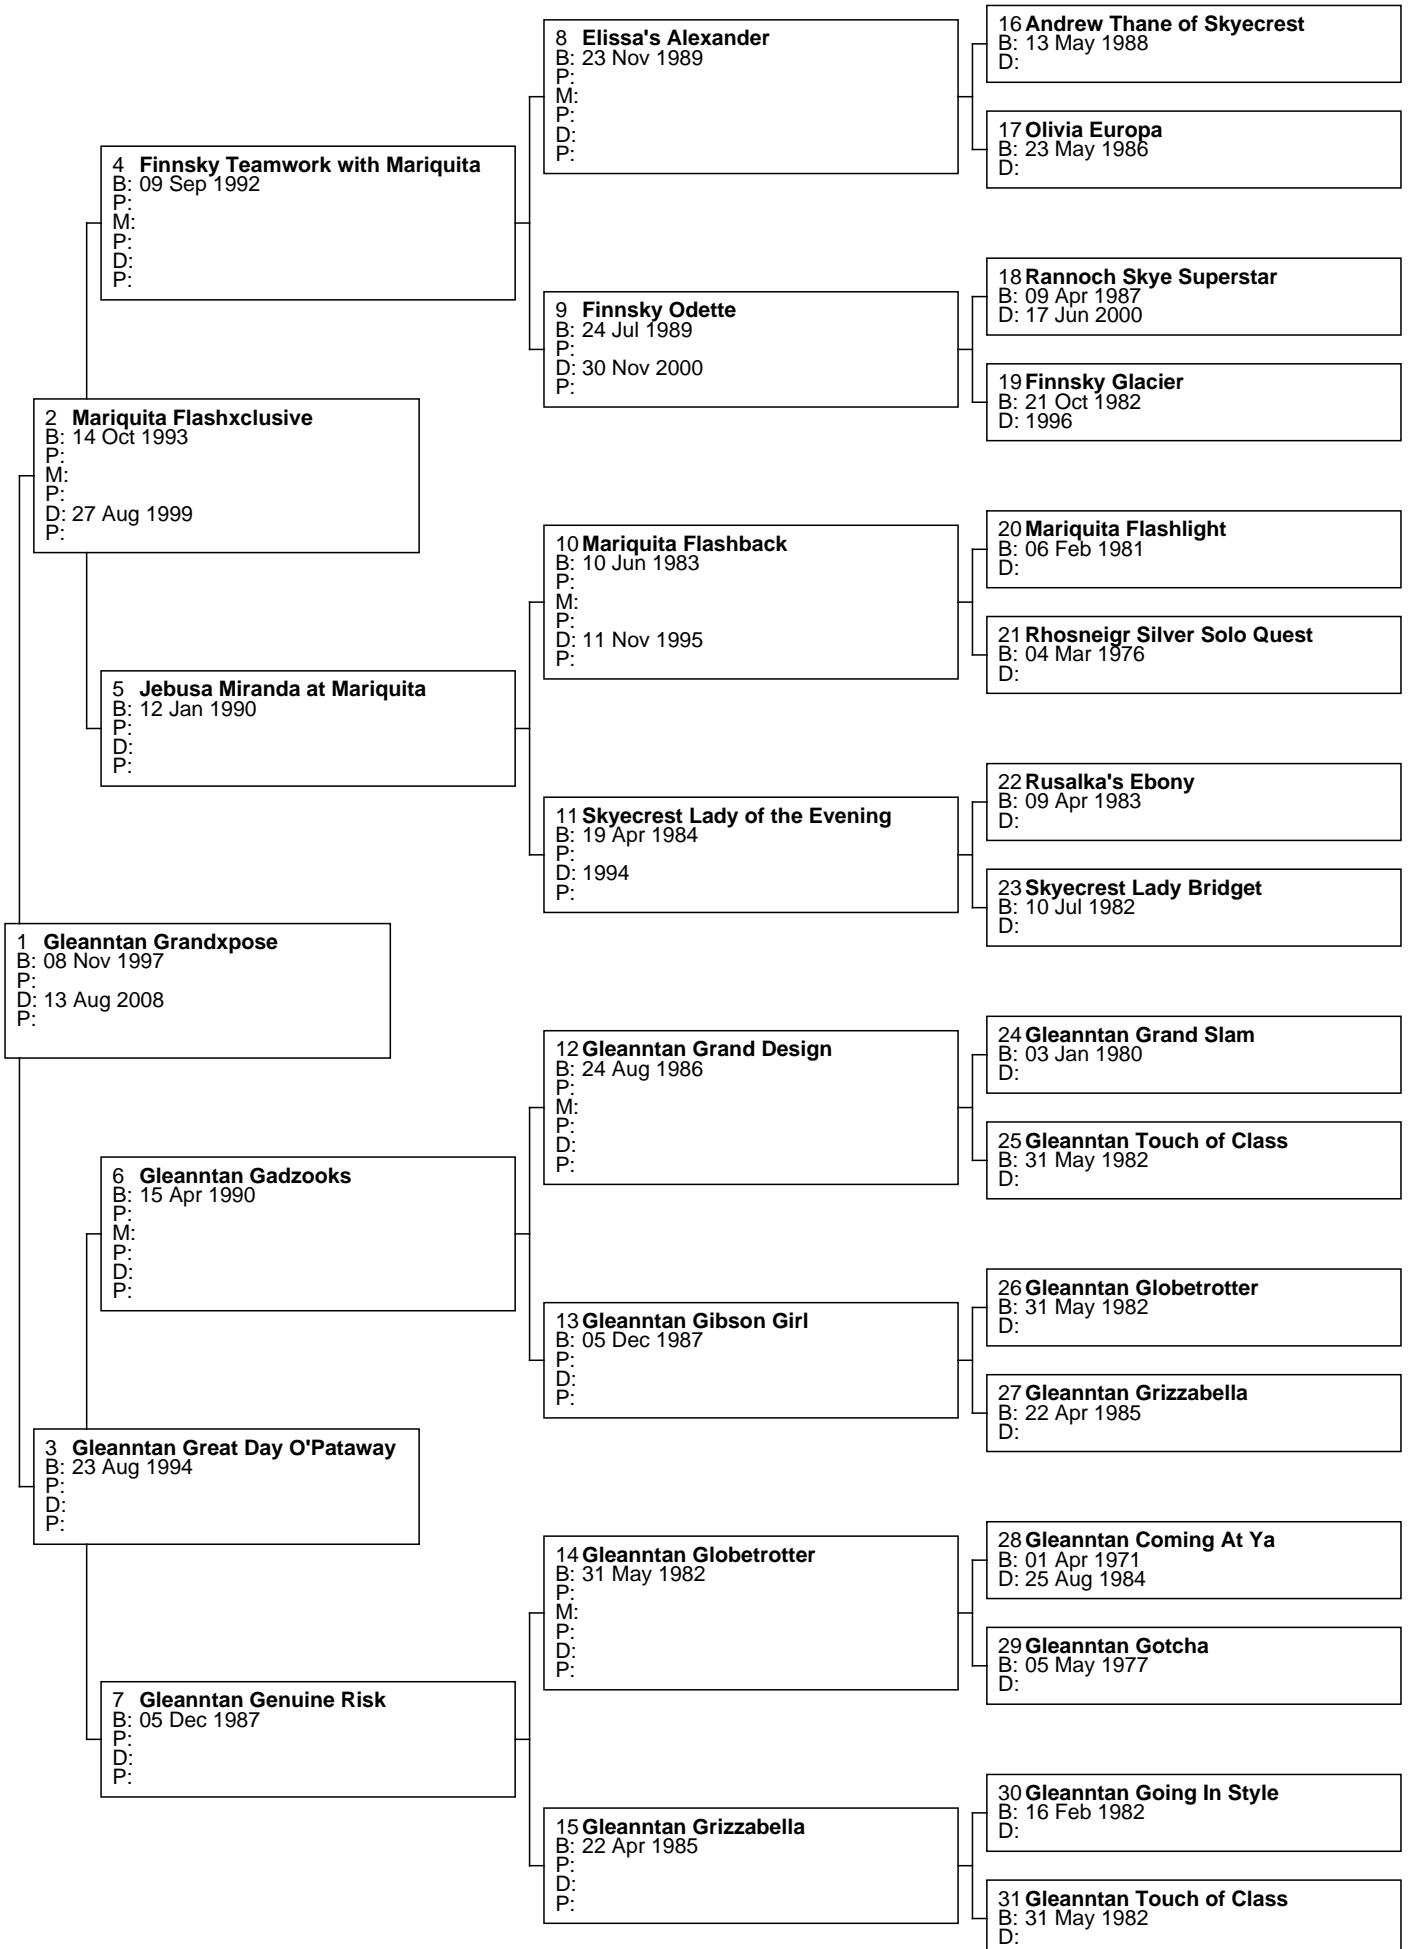 1 Gleanntan Grandxpose
B: 08 Nov 1997
P:
D: 13 Aug 2008
P:
2 Mariquita Flashxclusive
B: 14 Oct 1993
P:
M:
P:
D: 27 Aug 1999
P:
3 Gleanntan Great Day O'Pataway
B: 23 Aug 1994
P:
D:
P:
4 Finnsky Teamwork with Mariquita
B: 09 Sep 1992
P:
M:
P:
D:
P:
5 Jebusa Miranda at Mariquita
B: 12 Jan 1990
P:
D:
P:
6 Gleanntan Gadzooks
B: 15 Apr 1990
P:
M:
P:
D:
P:
7 Gleanntan Genuine Risk
B: 05 Dec 1987
P:
D:
P:
8 Elissa's Alexander
B: 23 Nov 1989
P:
M:
P:
D:
P:
9 Finnsky Odette
B: 24 Jul 1989
P:
D: 30 Nov 2000
P:
10 Mariquita Flashback
B: 10 Jun 1983
P:
M:
P:
D: 11 Nov 1995
P:
11 Skyecrest Lady of the Evening
B: 19 Apr 1984
P:
D: 1994
P:
12 Gleanntan Grand Design
B: 24 Aug 1986
P:
M:
P:
D:
P:
13 Gleanntan Gibson Girl
B: 05 Dec 1987
P:
D:
P:
14 Gleanntan Globetrotter
B: 31 May 1982
P:
M:
P:
D:
P:
15 Gleanntan Grizzabella
B: 22 Apr 1985
P:
D:
P:
16 Andrew Thane of Skyecrest
B: 13 May 1988
D:
17 Olivia Europa
B: 23 May 1986
D:
18 Rannoch Skye Superstar
B: 09 Apr 1987
D: 17 Jun 2000
19 Finnsky Glacier
B: 21 Oct 1982
D: 1996
20 Mariquita Flashlight
B: 06 Feb 1981
D:
21 Rhosneigr Silver Solo Quest
B: 04 Mar 1976
D:
22 Rusalka's Ebony
B: 09 Apr 1983
D:
23 Skyecrest Lady Bridget
B: 10 Jul 1982
D:
24 Gleanntan Grand Slam
B: 03 Jan 1980
D:
25 Gleanntan Touch of Class
B: 31 May 1982
D:
26 Gleanntan Globetrotter
B: 31 May 1982
D:
27 Gleanntan Grizzabella
B: 22 Apr 1985
D:
28 Gleanntan Coming At Ya
B: 01 Apr 1971
D: 25 Aug 1984
29 Gleanntan Gotcha
B: 05 May 1977
D:
30 Gleanntan Going In Style
B: 16 Feb 1982
D:
31 Gleanntan Touch of Class
B: 31 May 1982
D: